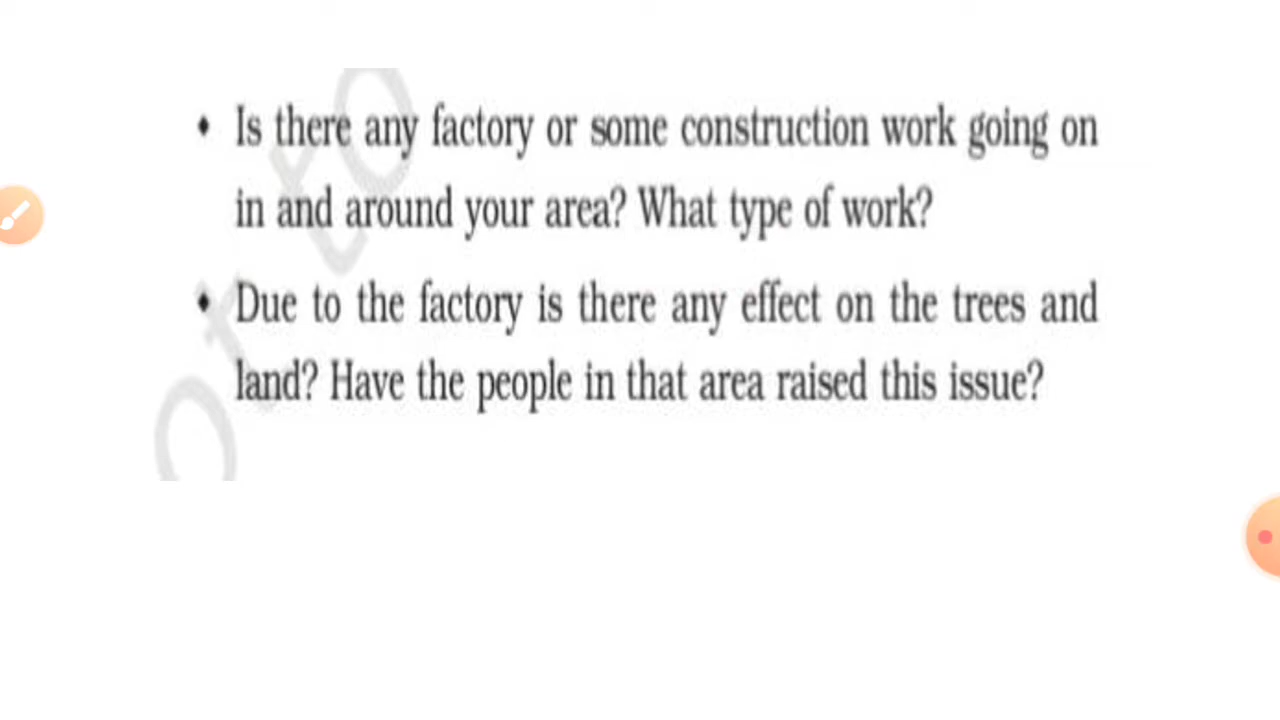 ♦ Is there any factory or some construction work going on
in and around your area? What type of work?
♦ Due to the factory is there any effect on the trees and
land? Have the people in that area raised this issue?